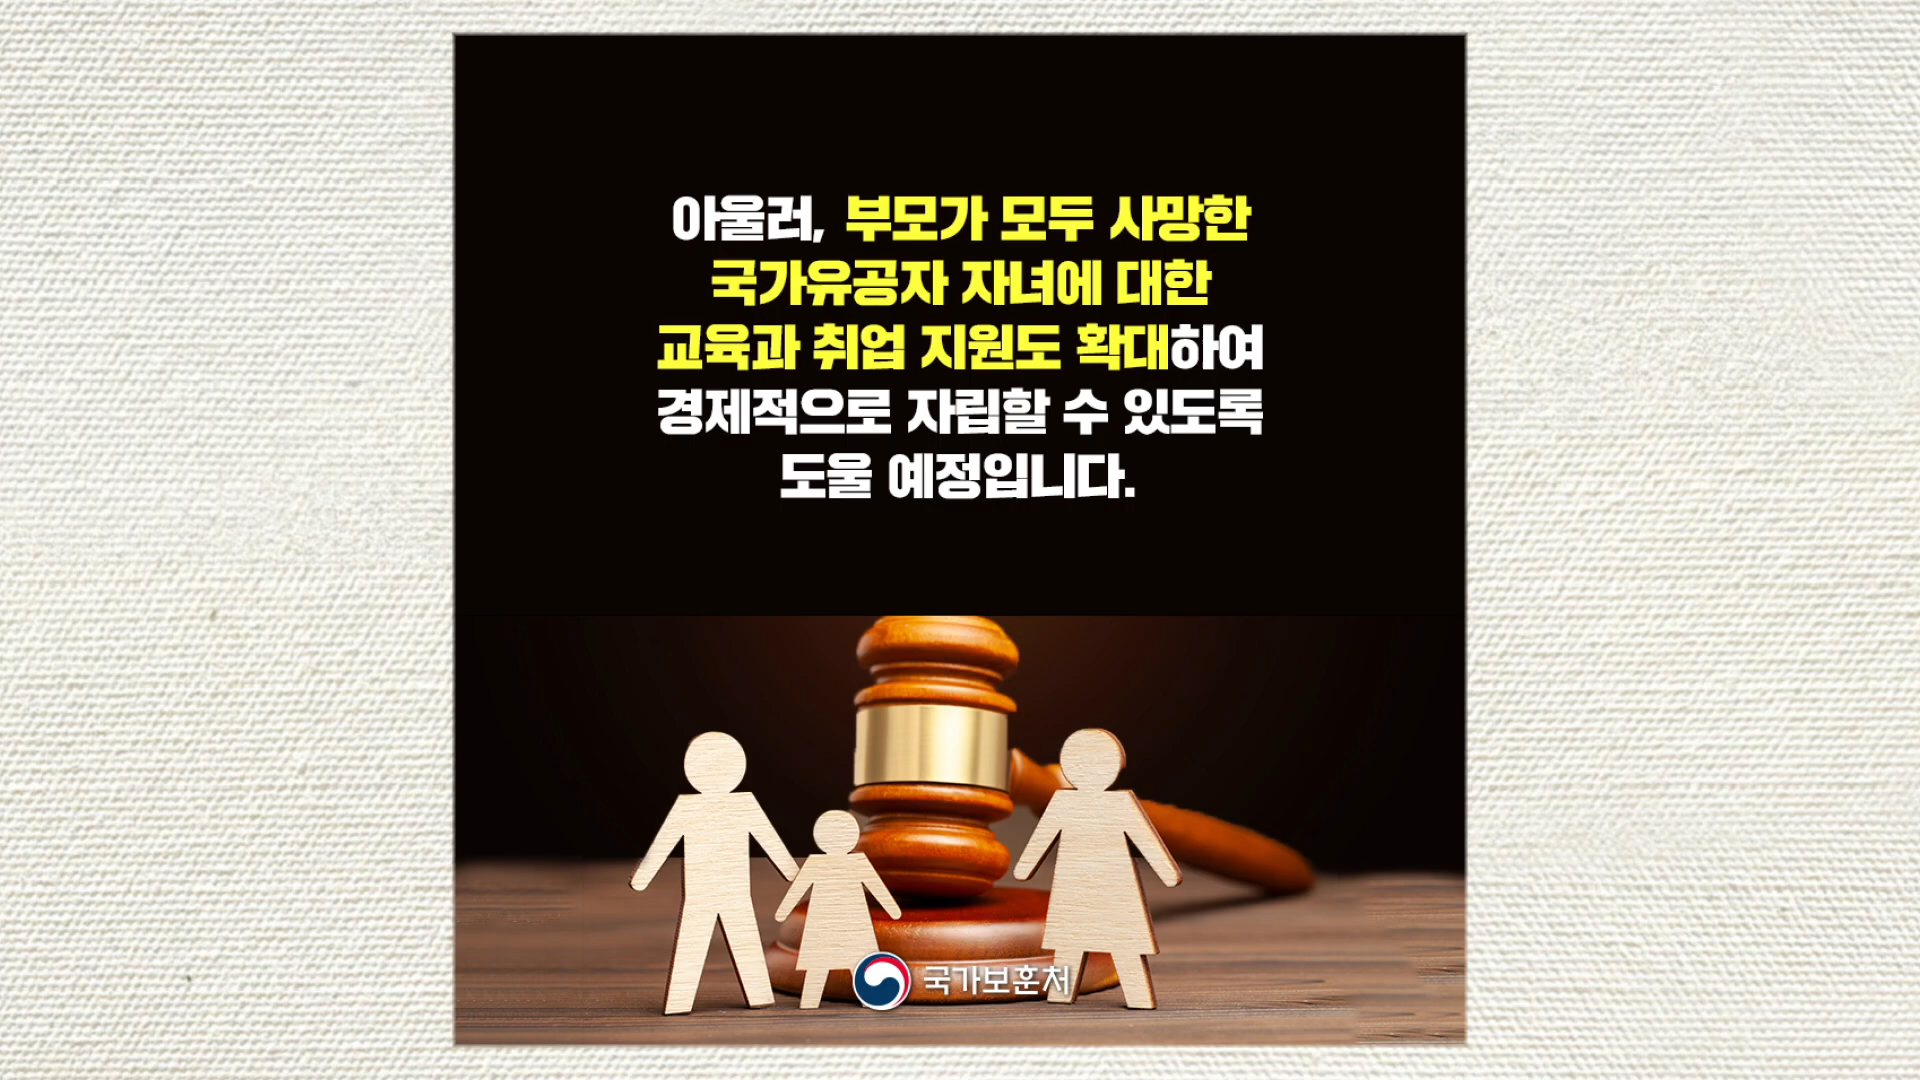 아울러, 부모가 모두 사망한
국가유공자 자녀에 대한
교육과 취업 지원도 확대하여
경제적으로 자립할 수 있도록
도울 예정입니다.
국가보훈처